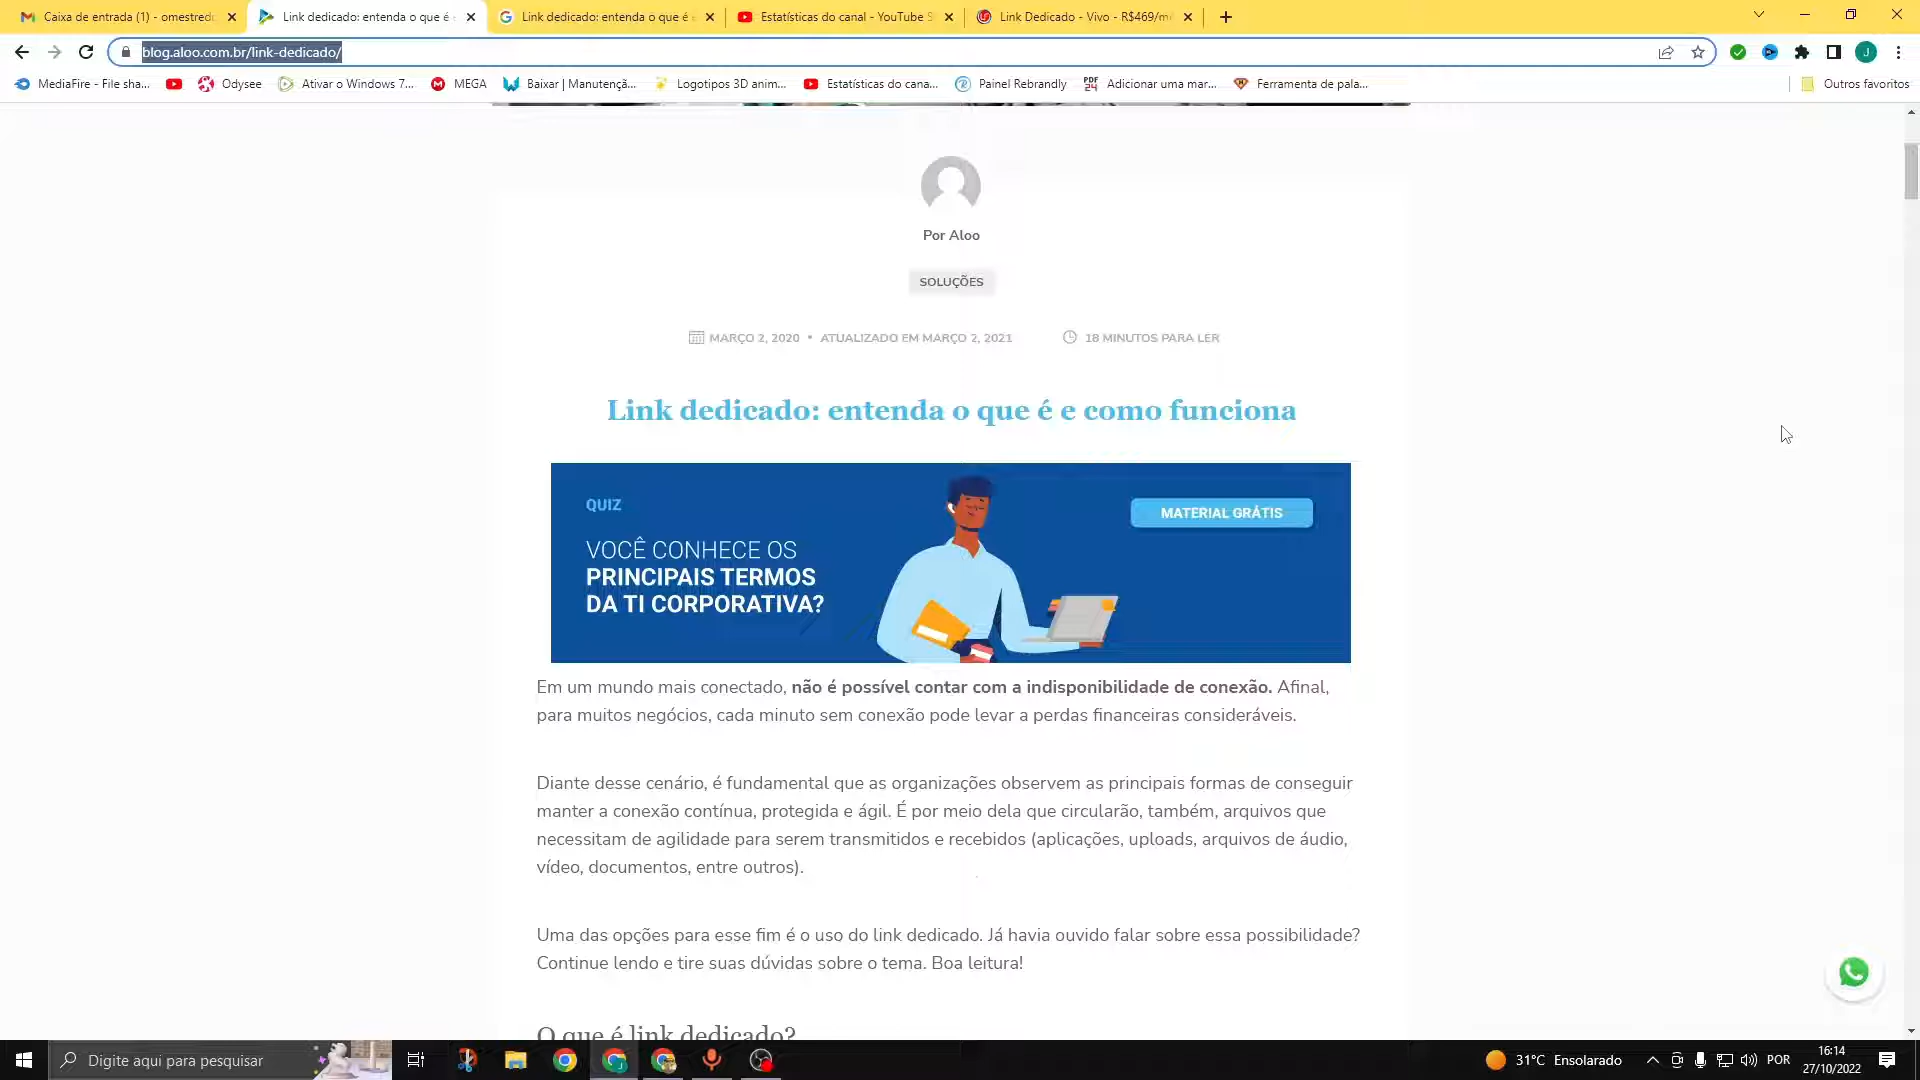 Caixa de entrada (1) - omestred
Link dedicado: entenda o que é e
Link dedicado: entenda o que é e
Estatísticas do canal - YouTube S
Link Dedicado - Vivo - R$469/m
blog.aloo.com.br/link-dedicado/
J
MediaFire - File sha...
Odysee
Ativar o Windows 7...
MEGA
Baixar | Manutençã...
Logotipos 3D anim...
Estatísticas do cana...
Painel Rebrandly
PDF
24
Adicionar uma mar...
Ferramenta de pala...
Outros favoritos
Por Aloo
SOLUÇÕES
MARÇO 2, 2020 • ATUALIZADO EM MARÇO 2, 2021
18 MINUTOS PARA LER
Link dedicado: entenda o que é e como funciona
QUIZ
VOCÊ CONHECE OS
PRINCIPAIS TERMOS
DA TI CORPORATIVA?
MATERIAL GRÁTIS
Em um mundo mais conectado, não é possível contar com a indisponibilidade de conexão. Afinal,
para muitos negócios, cada minuto sem conexão pode levar a perdas financeiras consideráveis.
Diante desse cenário, é fundamental que as organizações observem as principais formas de conseguir
manter a conexão contínua, protegida e ágil. É por meio dela que circularão, também, arquivos que
necessitam de agilidade para serem transmitidos e recebidos (aplicações, uploads, arquivos de áudio,
vídeo, documentos, entre outros).
Uma das opções para esse fim é o uso do link dedicado. Já havia ouvido falar sobre essa possibilidade?
Continue lendo e tire suas dúvidas sobre o tema. Boa leitura!
O que é link dedicado?
Digite aqui para pesquisar
31°C Ensolarado
POR
16:14
27/10/2022